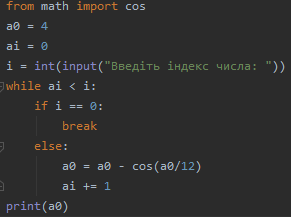 from math import cos
a0 = 4
ai = 0
i = int(input("Введіть індекс числа: "))
while ai < i:
    if i == 0:
        break
    else:
        a0 = a0 - cos(a0/12)
        ai += 1
print(a0)